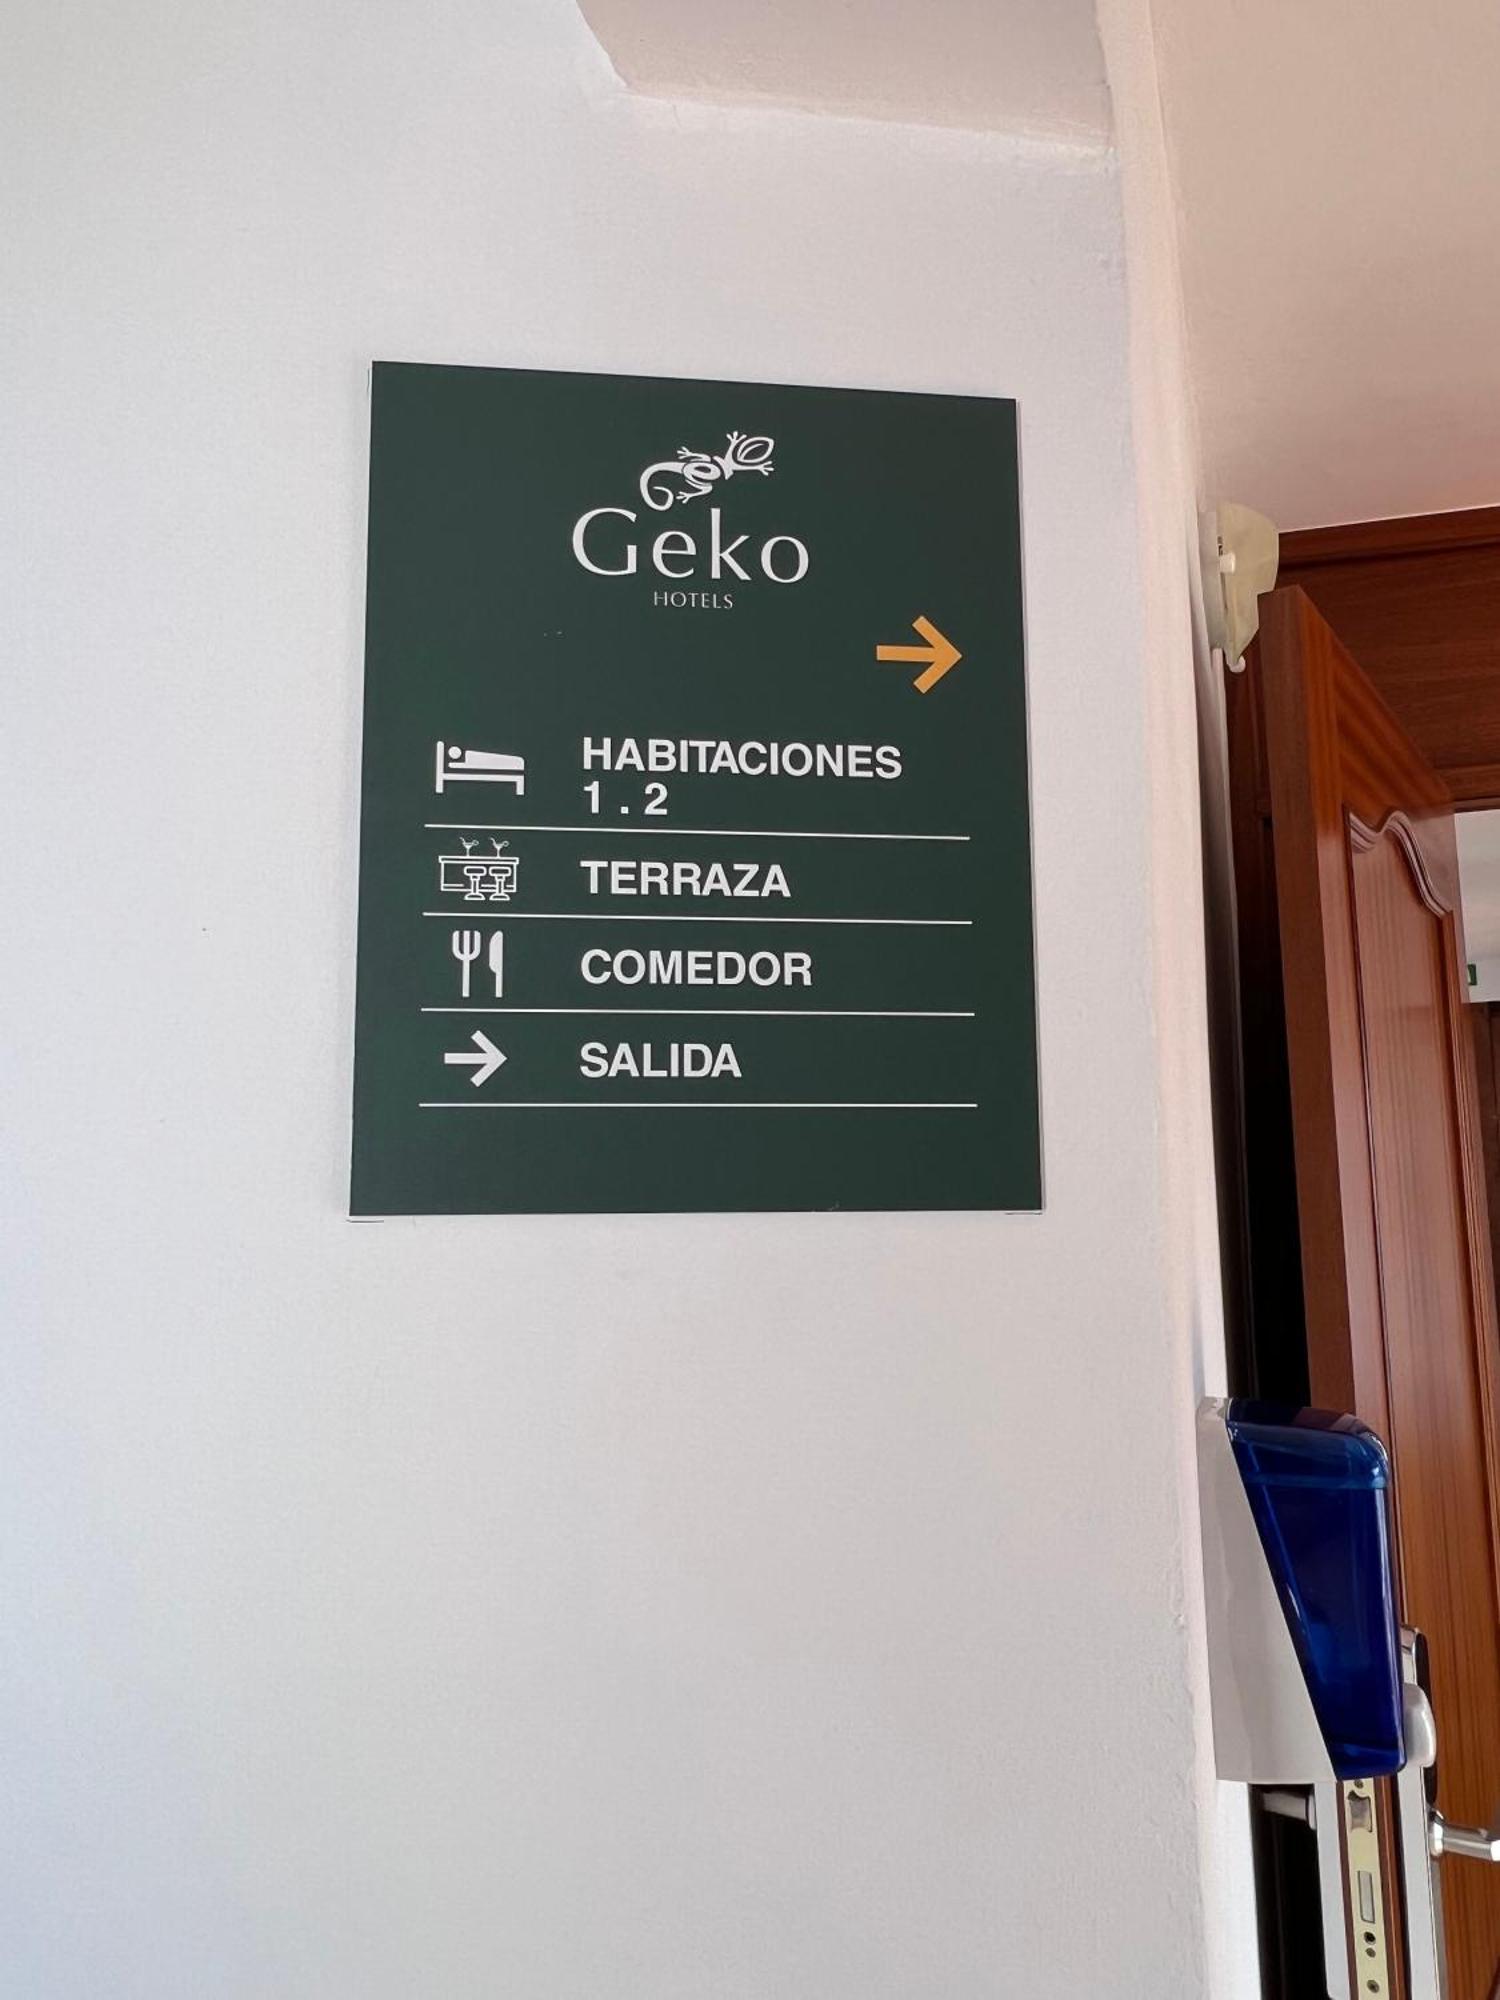 Geko
HOTELS
HABITACIONES
1 . 2
TERRAZA
COMEDOR
SALIDA